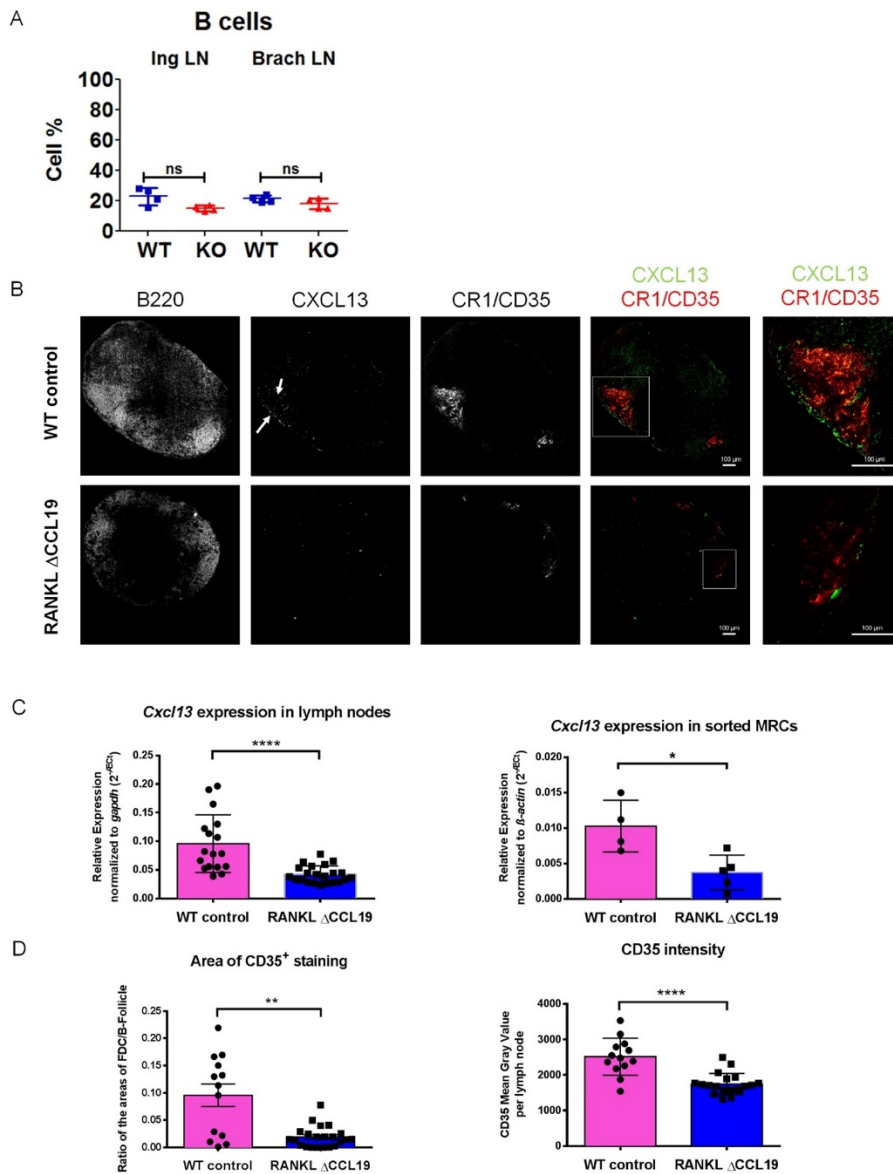 A
B cells
Ing LN Brach LN
Cell %
100
80
60
40
20
0
ns ns
WT KO WT KO
B
B220 CXCL13 CR1/CD35 CXCL13 CXCL13
CR1/CD35 CR1/CD35
WT control
100 µm 100 µm
RANKL ΔCCL19
100 µm 100 µm
C
Cxcl13 expression in lymph nodes
Relative Expression
normalized to gapdh (2^-ÆCt)
0.25
0.20
0.15
0.10
0.05
0.00
****
WT control RANKL ΔCCL19
Cxcl13 expression in sorted MRCs
Relative Expression
normalized to ß-actin (2^-ÆCt)
0.020
0.015
0.010
0.005
0.000
*
WT control RANKL ΔCCL19
D
Area of CD35+ staining
Ratio of the areas of FDC/B-Follicle
0.25
0.20
0.15
0.10
0.05
0.00
**
WT control RANKL ΔCCL19
CD35 intensity
CD35 Mean Gray Value
per lymph node
4000
3000
2000
1000
0
****
WT control RANKL ΔCCL19